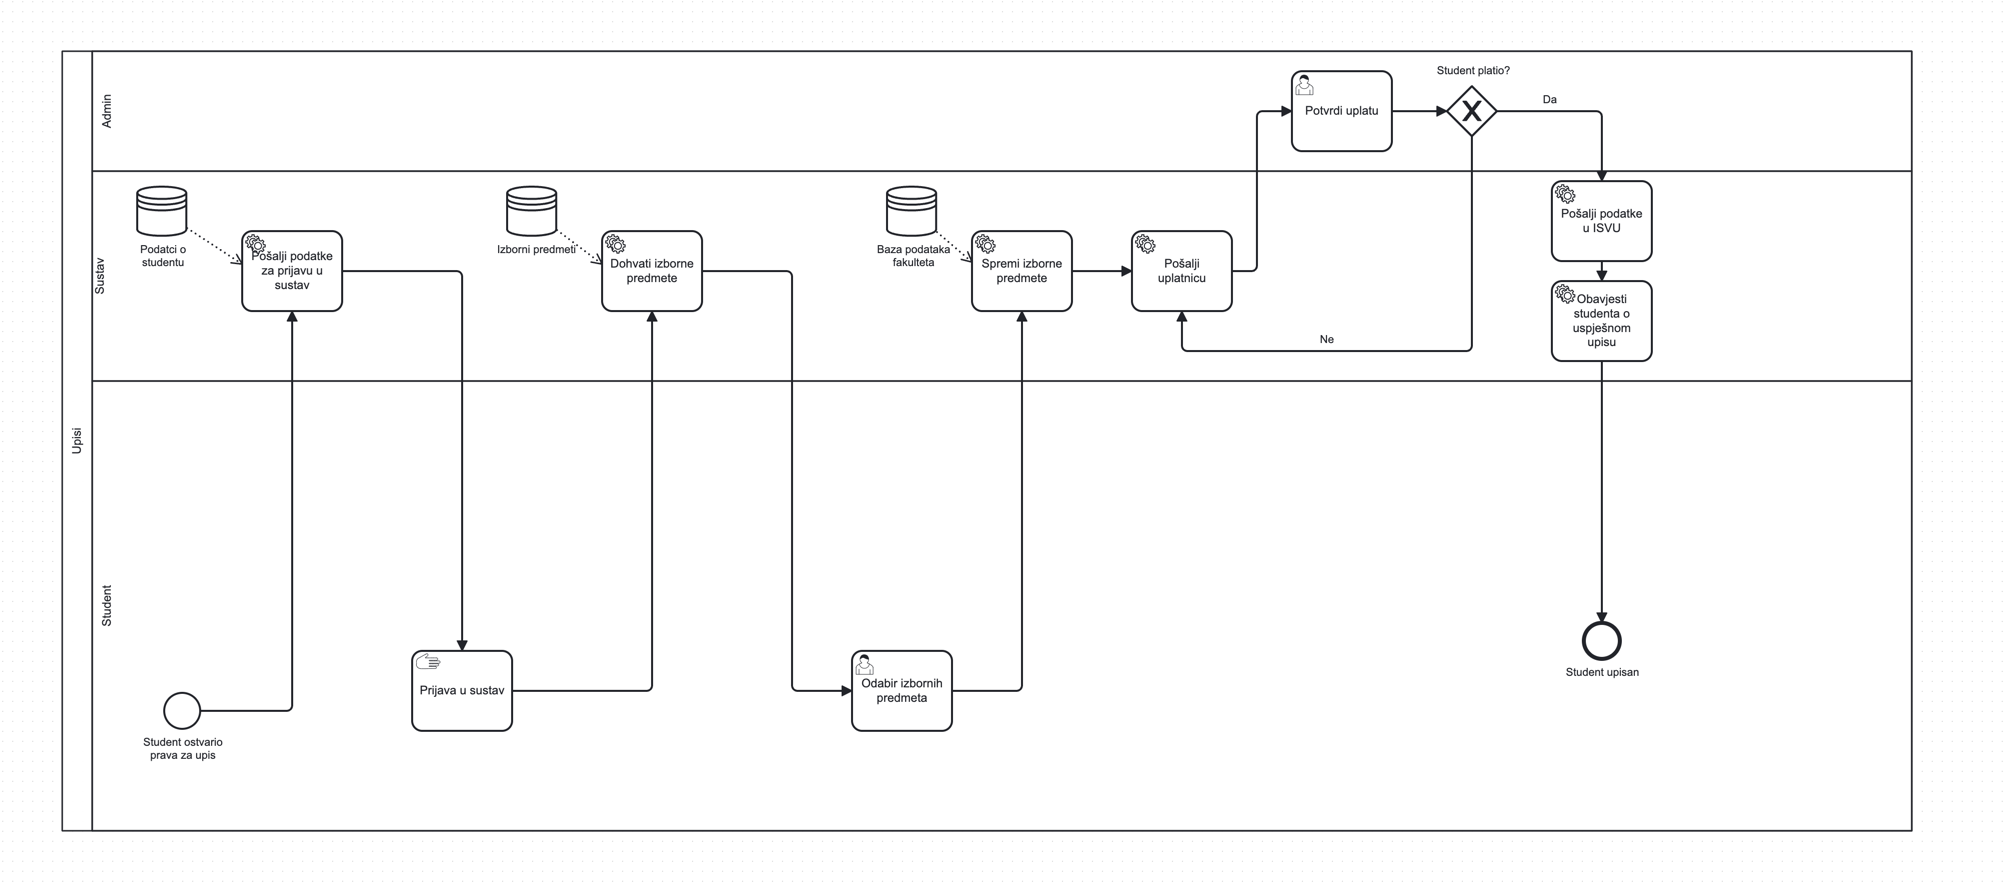 Upisi
Admin
Potvrdi uplatu
Student platio?
Da
Sustav
Podatci o
studentu
Pošalji podatke
za prijavu u
sustav
Izborni predmeti
Dohvati izborne
predmete
Baza podataka
fakulteta
Spremi izborne
predmete
Pošalji
uplatnicu
Ne
Pošalji podatke
u ISVU
Obavjesti
studenta o
uspješnom
upisu
Student
Student ostvario
prava za upis
Prijava u sustav
Odabir izbornih
predmeta
Student upisan